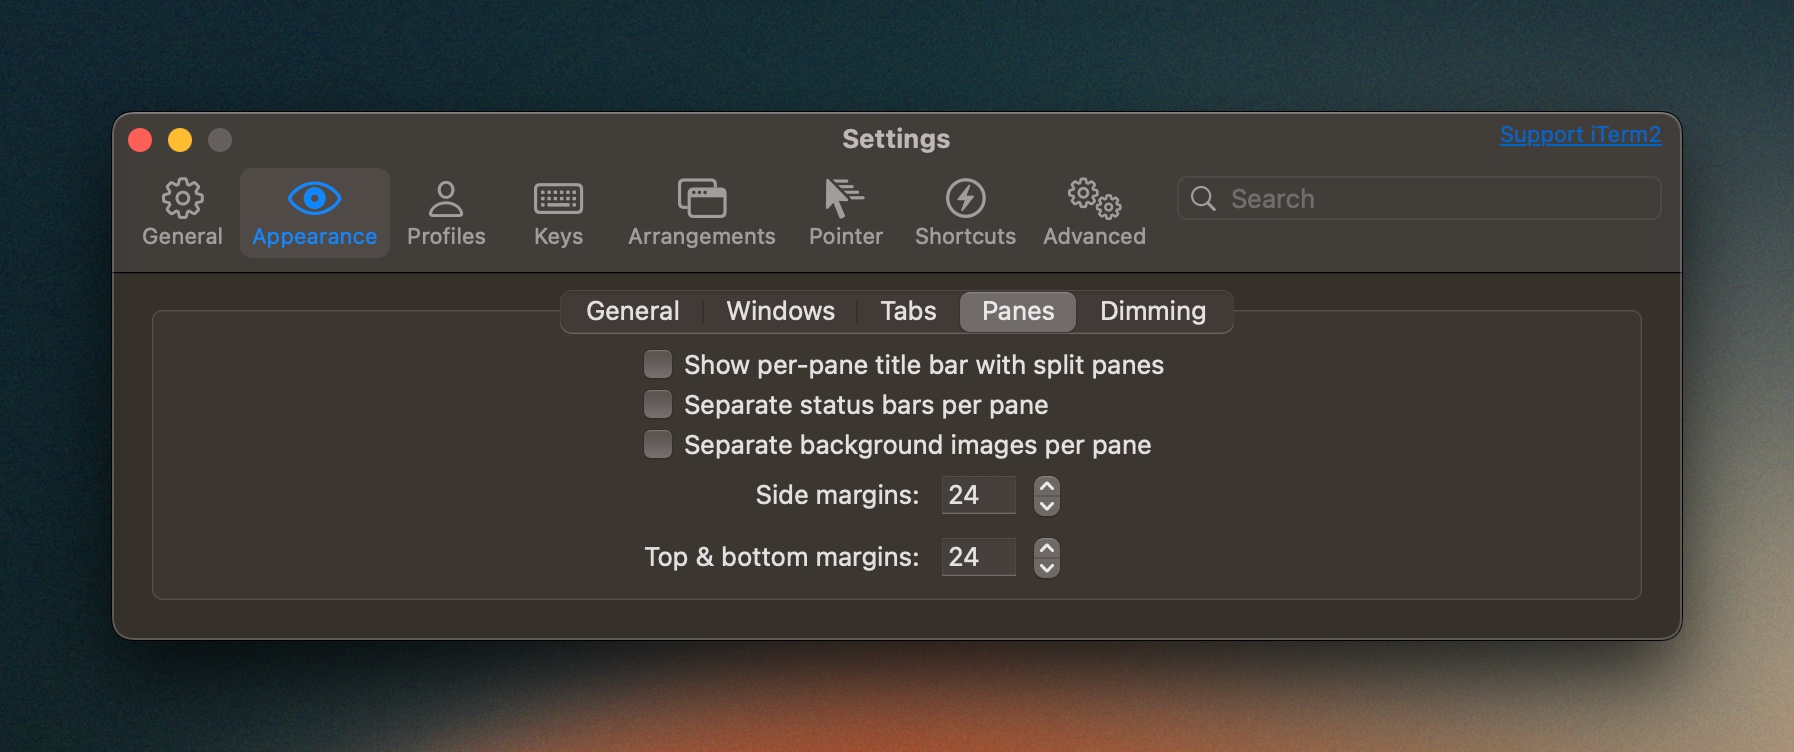 Settings
Support iTerm2
General
Appearance
Profiles
Keys
Arrangements
Pointer
Shortcuts
Advanced
Search
General
Windows
Tabs
Panes
Dimming
Show per-pane title bar with split panes
Separate status bars per pane
Separate background images per pane
Side margins: 24
Top & bottom margins: 24